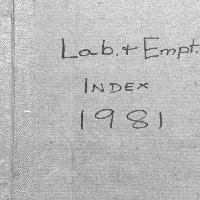 Lab. & Empt.
INDEX
1981